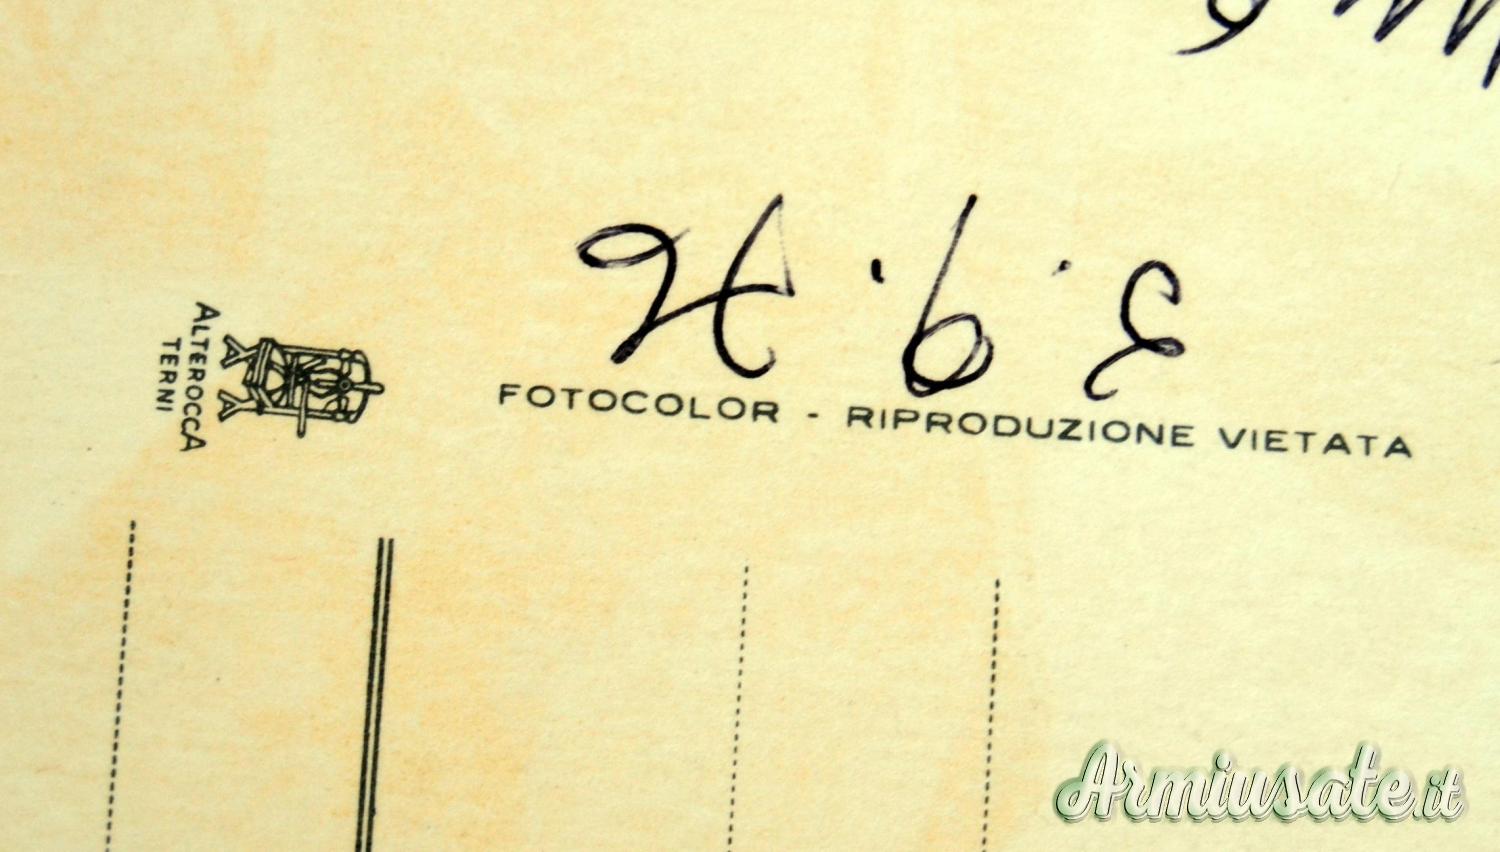 ALTEROCCA
TERNI
FOTOCOLOR - RIPRODUZIONE VIETATA
Armiusate.it